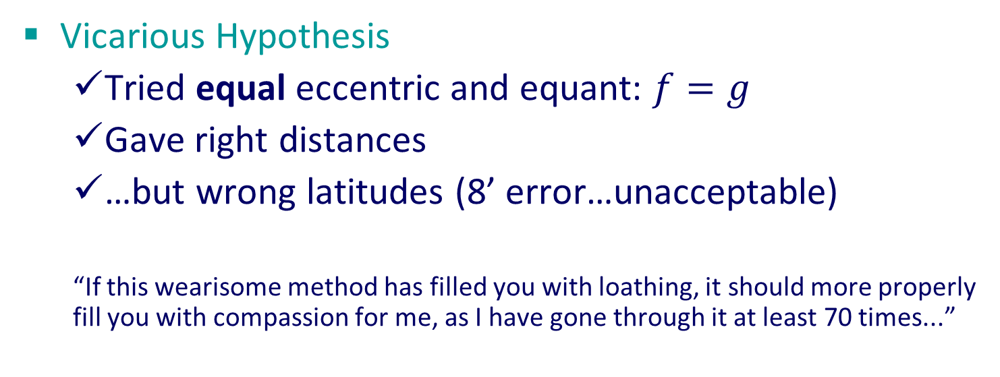 ▪ Vicarious Hypothesis
✓Tried equal eccentric and equant: f = g
✓Gave right distances
✓…but wrong latitudes (8’ error…unacceptable)
“If this wearisome method has filled you with loathing, it should more properly
fill you with compassion for me, as I have gone through it at least 70 times...”